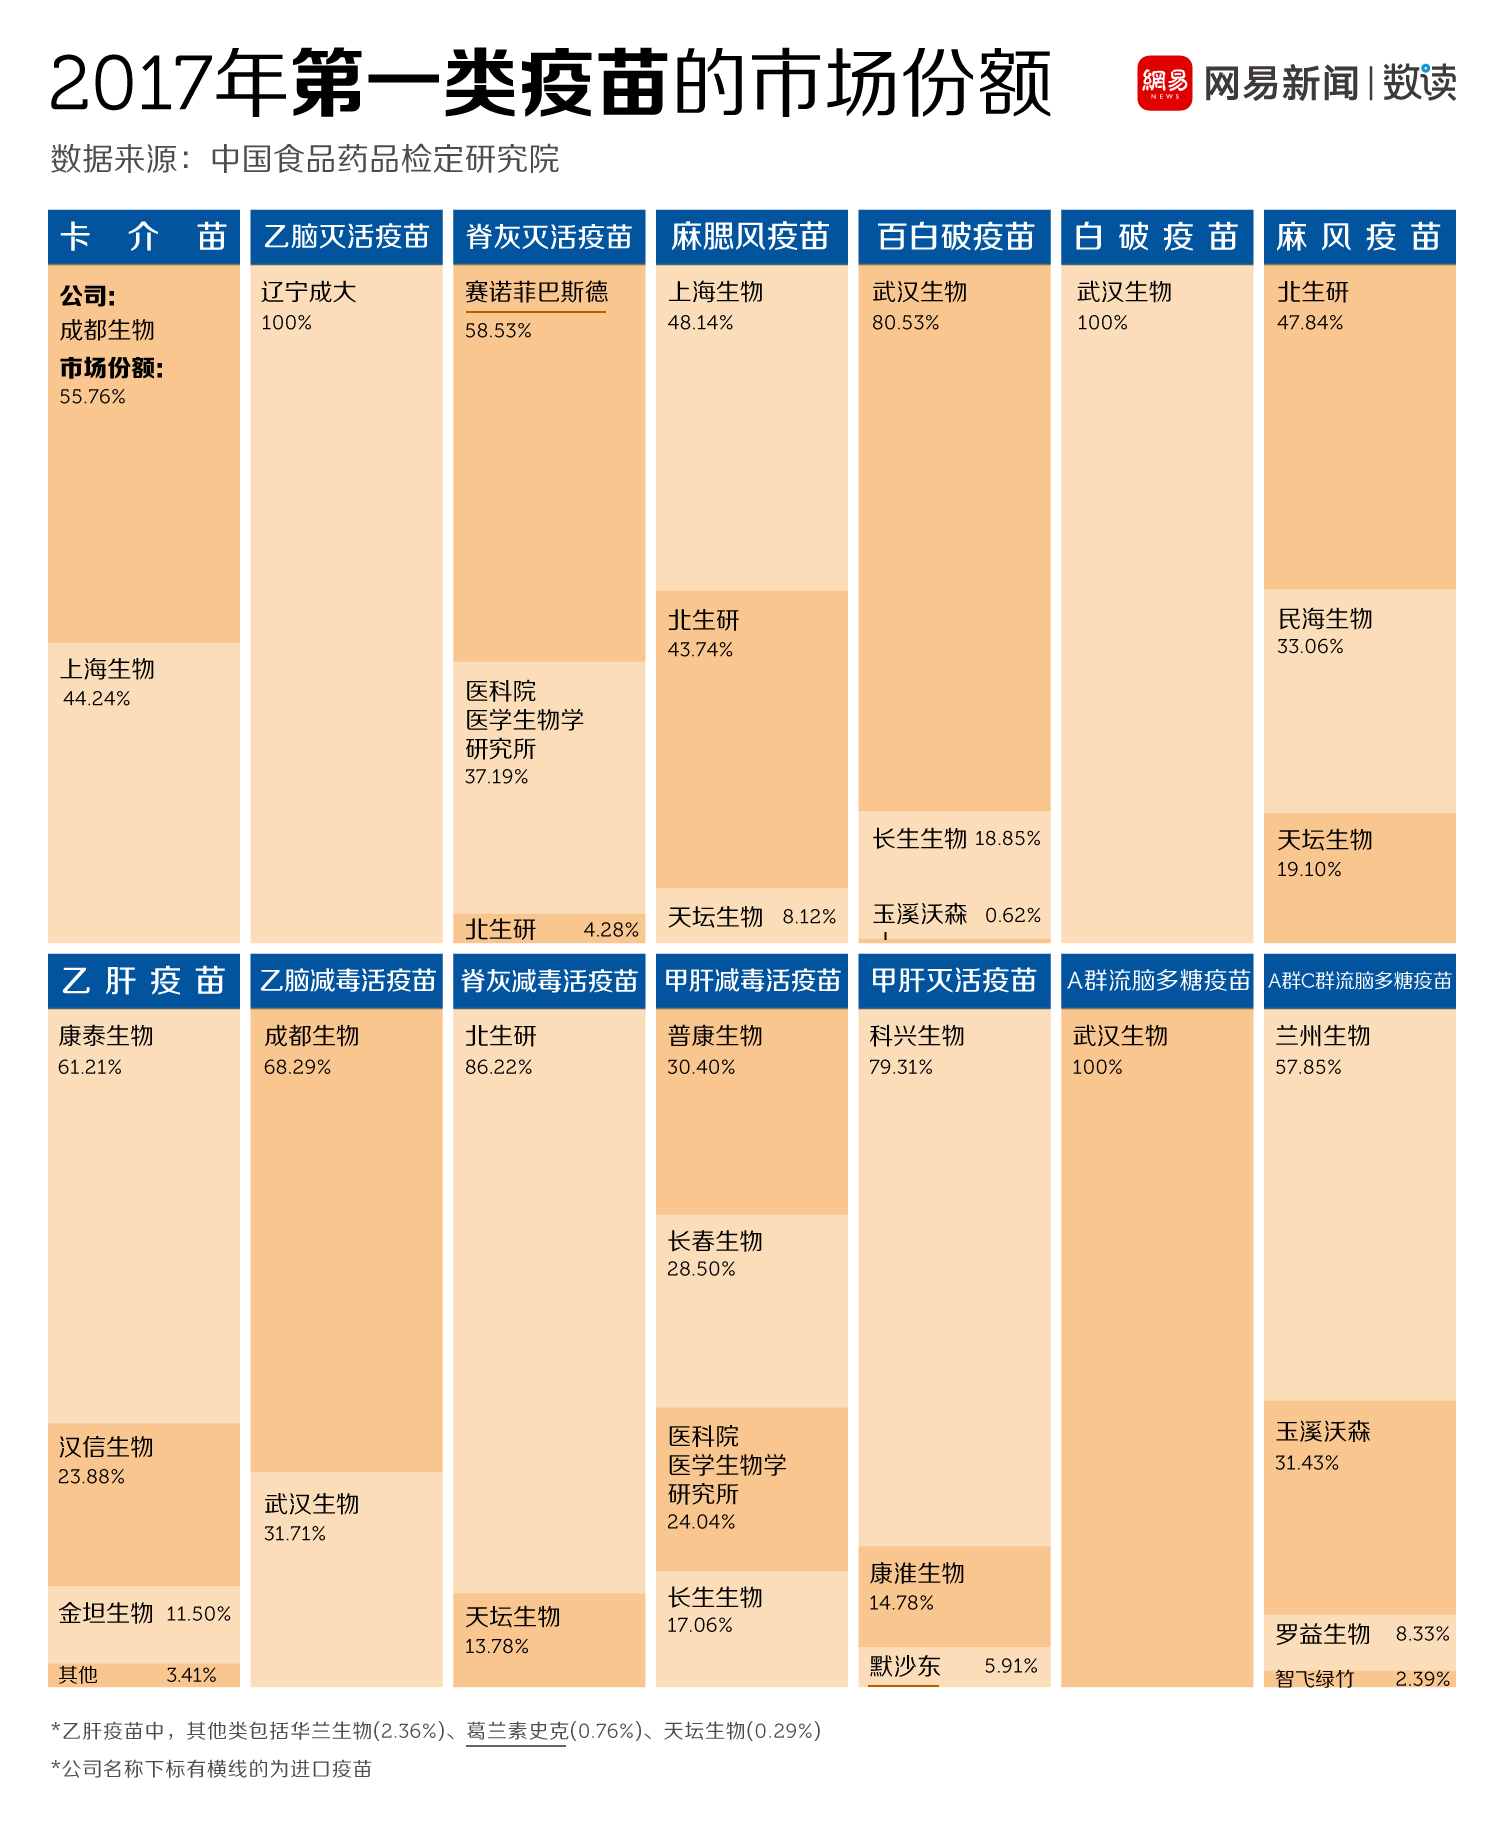 2017年第一类疫苗的市场份额
網易 NEWS 网易新闻 | 数读
数据来源：中国食品药品检定研究院
卡介苗
公司:
成都生物
市场份额:
55.76%
上海生物
44.24%
乙脑灭活疫苗
辽宁成大
100%
脊灰灭活疫苗
赛诺菲巴斯德
58.53%
医科院
医学生物学
研究所
37.19%
北生研 4.28%
麻腮风疫苗
上海生物
48.14%
北生研
43.74%
天坛生物 8.12%
百白破疫苗
武汉生物
80.53%
长生生物 18.85%
玉溪沃森 0.62%
白破疫苗
武汉生物
100%
麻风疫苗
北生研
47.84%
民海生物
33.06%
天坛生物
19.10%
乙肝疫苗
康泰生物
61.21%
汉信生物
23.88%
金坦生物 11.50%
其他 3.41%
乙脑减毒活疫苗
成都生物
68.29%
武汉生物
31.71%
脊灰减毒活疫苗
北生研
86.22%
天坛生物
13.78%
甲肝减毒活疫苗
普康生物
30.40%
长春生物
28.50%
医科院
医学生物学
研究所
24.04%
长生生物
17.06%
甲肝灭活疫苗
科兴生物
79.31%
康淮生物
14.78%
默沙东 5.91%
A群流脑多糖疫苗
武汉生物
100%
A群C群流脑多糖疫苗
兰州生物
57.85%
玉溪沃森
31.43%
罗益生物 8.33%
智飞绿竹 2.39%
*乙肝疫苗中，其他类包括华兰生物(2.36%)、葛兰素史克(0.76%)、天坛生物(0.29%)
*公司名称下标有横线的为进口疫苗